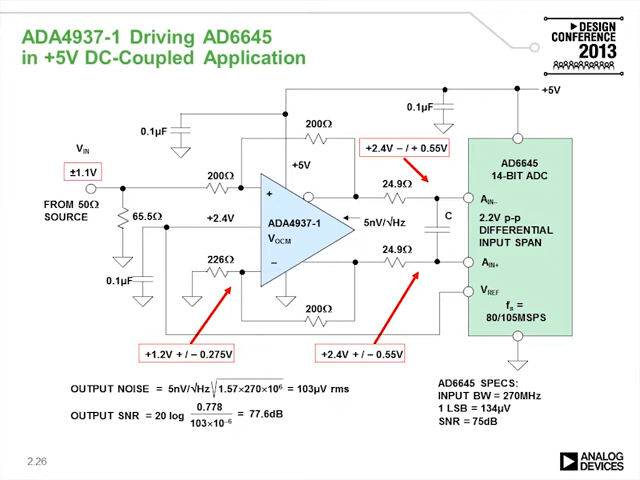 ADA4937-1 Driving AD6645
in +5V DC-Coupled Application
DESIGN
CONFERENCE
2013
+5V
0.1µF
0.1µF
200Ω
VIN
+2.4V – / + 0.55V
+5V
AD6645
14-BIT ADC
±1.1V
200Ω
24.9Ω
+
AIN–
FROM 50Ω
SOURCE
65.5Ω
+2.4V
ADA4937-1
VOCM
5nV/√Hz
C
2.2V p-p
DIFFERENTIAL
INPUT SPAN
24.9Ω
226Ω
–
AIN+
0.1µF
VREF
200Ω
fs =
80/105MSPS
+1.2V + / – 0.275V
+2.4V + / – 0.55V
OUTPUT NOISE = 5nV/√Hz √1.57×270×10⁶ = 103µV rms
OUTPUT SNR = 20 log 0.778 / 103×10⁻⁶ = 77.6dB
AD6645 SPECS:
INPUT BW = 270MHz
1 LSB = 134µV
SNR = 75dB
2.26
ANALOG
DEVICES